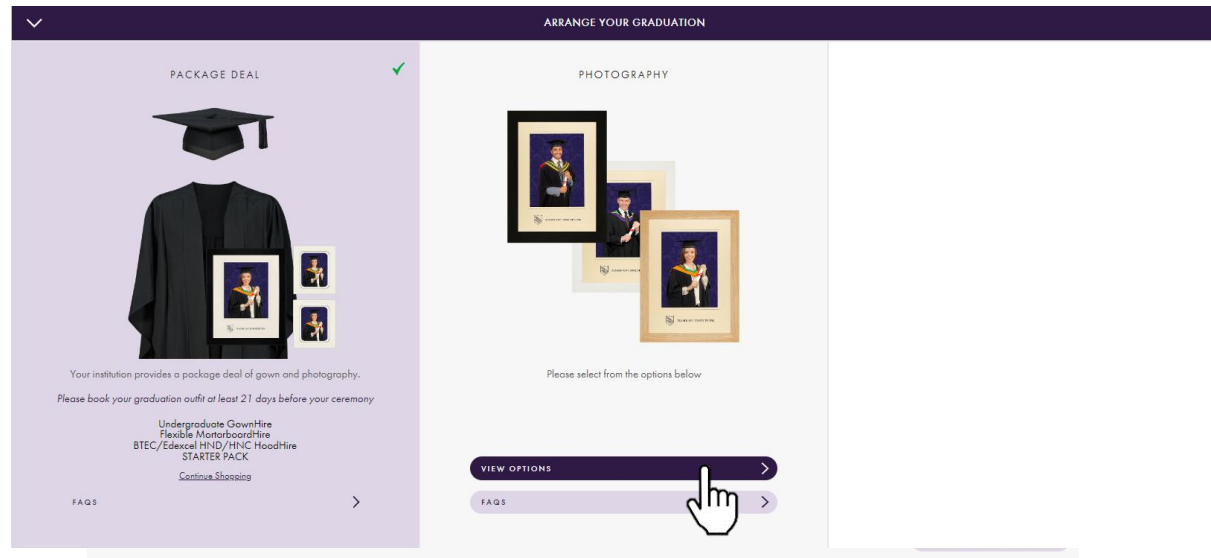 ARRANGE YOUR GRADUATION
PACKAGE DEAL
Your institution provides a package deal of gown and photography.
Please book your graduation outfit at least 21 days before your ceremony
Undergraduate GownHire
Flexible MortarboardHire
BTEC/Edexcel HND/HNC HoodHire
STARTER PACK
Continue Shopping
FAQS
PHOTOGRAPHY
Please select from the options below
VIEW OPTIONS
FAQS